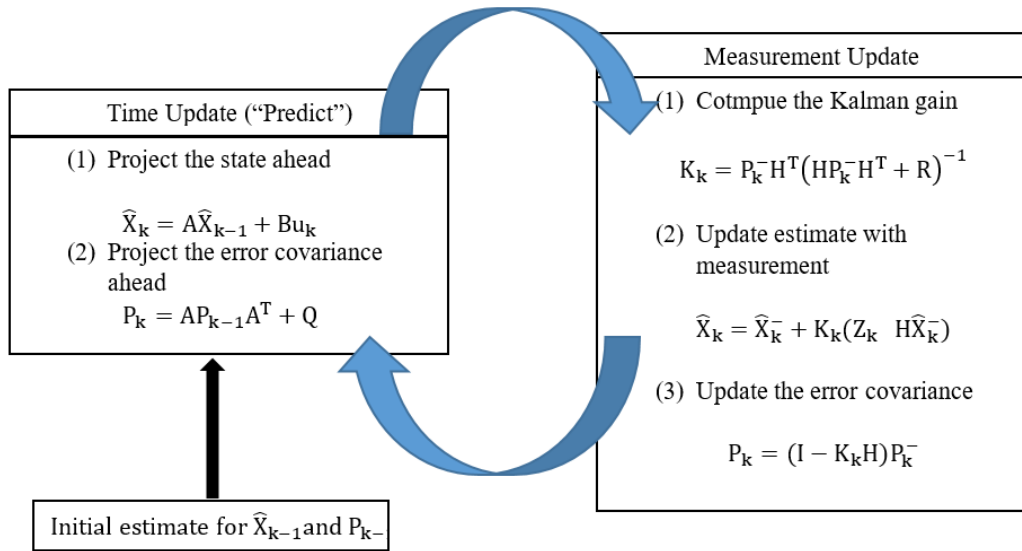 Time Update (“Predict”)
(1) Project the state ahead
X̂ₖ = AX̂ₖ₋₁ + Buₖ
(2) Project the error covariance
ahead
Pₖ = APₖ₋₁Aᵀ + Q
Initial estimate for X̂ₖ₋₁ and Pₖ₋
Measurement Update
(1) Cotmpue the Kalman gain
Kₖ = Pₖ⁻Hᵀ(HPₖ⁻Hᵀ + R)⁻¹
(2) Update estimate with
measurement
X̂ₖ = X̂ₖ⁻ + Kₖ(Zₖ HX̂ₖ⁻)
(3) Update the error covariance
Pₖ = (I − KₖH)Pₖ⁻